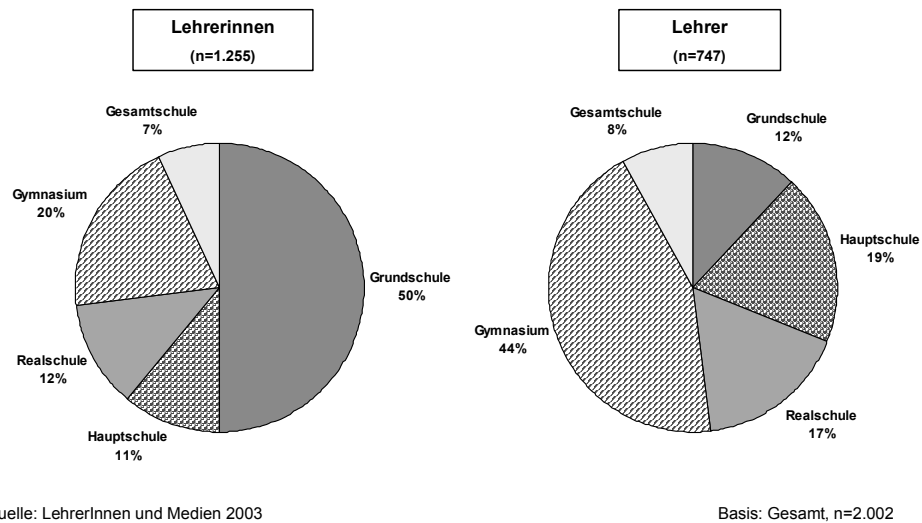 Lehrerinnen
(n=1.255)
Lehrer
(n=747)
Gesamtschule
7%
Gymnasium
20%
Grundschule
50%
Realschule
12%
Hauptschule
11%
Gesamtschule
8%
Grundschule
12%
Hauptschule
19%
Gymnasium
44%
Realschule
17%
uelle: LehrerInnen und Medien 2003
Basis: Gesamt, n=2.002